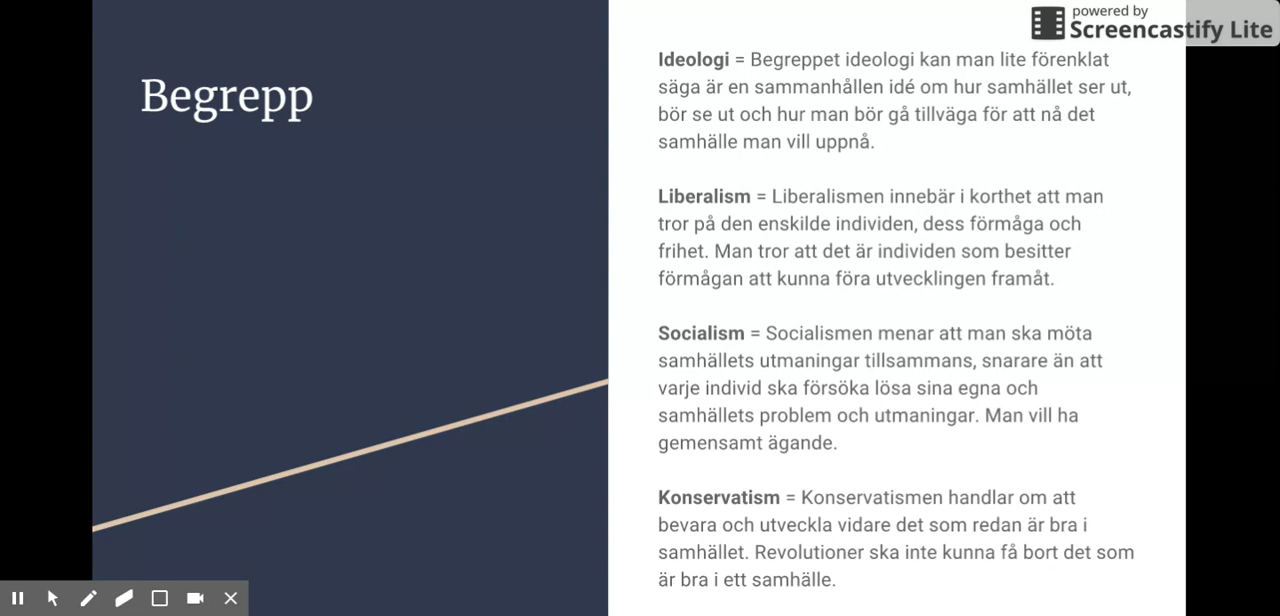 powered by
Screencastify Lite
Begrepp
Ideologi = Begreppet ideologi kan man lite förenklat
säga är en sammanhållen idé om hur samhället ser ut,
bör se ut och hur man bör gå tillväga för att nå det
samhälle man vill uppnå.
Liberalism = Liberalismen innebär i korthet att man
tror på den enskilde individen, dess förmåga och
frihet. Man tror att det är individen som besitter
förmågan att kunna föra utvecklingen framåt.
Socialism = Socialismen menar att man ska möta
samhällets utmaningar tillsammans, snarare än att
varje individ ska försöka lösa sina egna och
samhällets problem och utmaningar. Man vill ha
gemensamt ägande.
Konservatism = Konservatismen handlar om att
bevara och utveckla vidare det som redan är bra i
samhället. Revolutioner ska inte kunna få bort det som
är bra i ett samhälle.